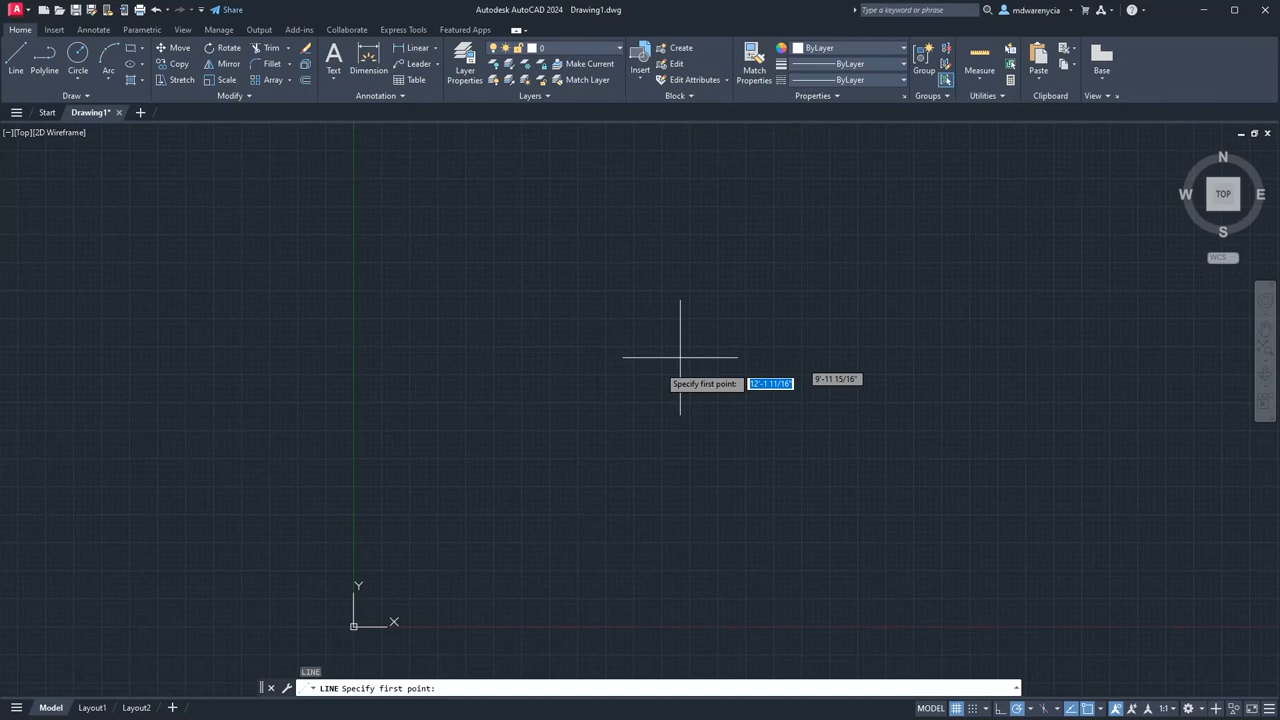 Share
Autodesk AutoCAD 2024 Drawing1.dwg
Type a keyword or phrase
mdwarenycia
Home Insert Annotate Parametric View Manage Output Add-ins Collaborate Express Tools Featured Apps
Line
Polyline
Circle
Arc
Draw
Move
Rotate
Trim
Copy
Mirror
Fillet
Stretch
Scale
Array
Modify
Text
Dimension
Linear
Leader
Table
Annotation
Layer
Properties
0
Make Current
Match Layer
Layers
Insert
Create
Edit
Edit Attributes
Block
Match
Properties
ByLayer
ByLayer
ByLayer
Properties
Group
Groups
Measure
Utilities
Paste
Clipboard
Base
View
Start
Drawing1*
[−][Top][2D Wireframe]
N
W
TOP
E
S
WCS
Specify first point:
12'-1 11/16"
9'-11 15/16"
Y
X
LINE
LINE Specify first point:
Model Layout1 Layout2
MODEL
1:1